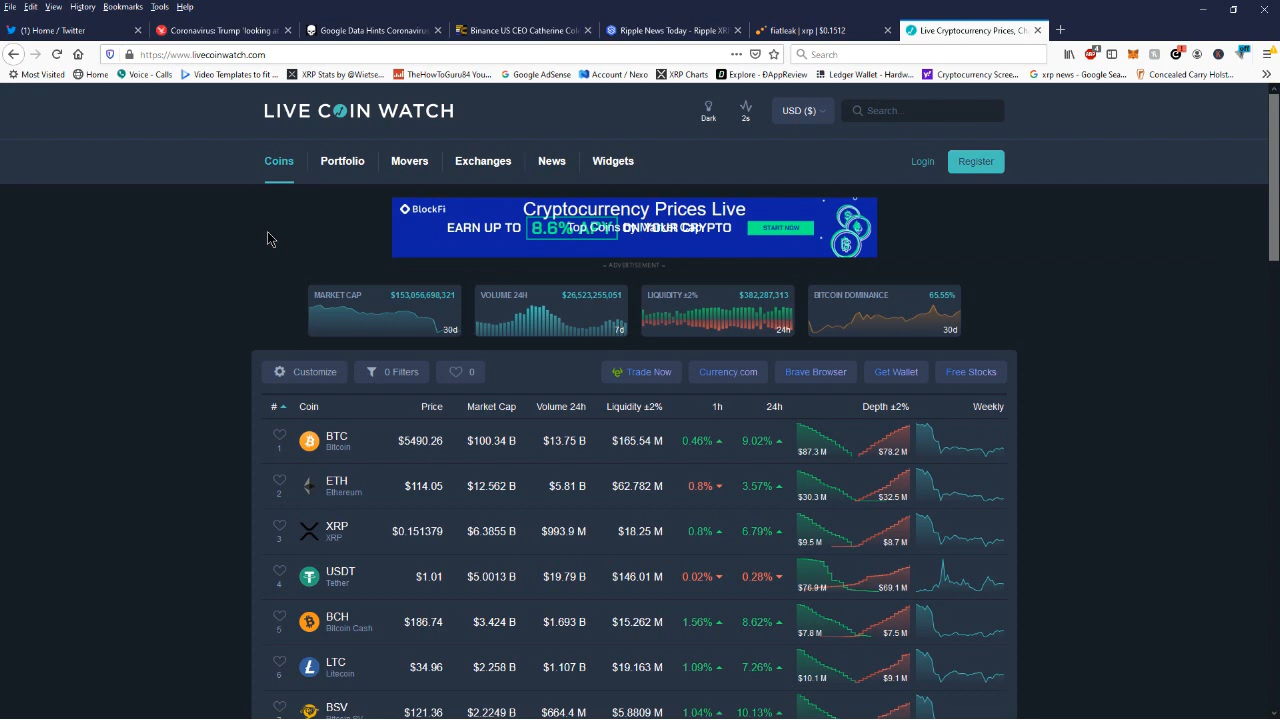 File Edit View History Bookmarks Tools Help
(1) Home / Twitter
Coronavirus: Trump 'looking at
Google Data Hints Coronavirus
Binance US CEO Catherine Col
Ripple News Today - Ripple XR
fiatleak | xrp | $0.1512
Live Cryptocurrency Prices, Ch
https://www.livecoinwatch.com
Search
Most Visited Home Voice - Calls Video Templates to fit ... XRP Stats by @Wietse... TheHowToGuru84 You... Google AdSense Account / Nexo XRP Charts Explore - ÐAppReview Ledger Wallet - Hardw... Cryptocurrency Scree... xrp news - Google Sea... Concealed Carry Holst...
LIVE COIN WATCH
Dark
2s
USD ($)
Search...
Coins Portfolio Movers Exchanges News Widgets
Login Register
BlockFi
Cryptocurrency Prices Live
EARN UP TO 8.6% APY ON YOUR CRYPTO
Top Coins By Market Cap
START NOW
~ ADVERTISEMENT ~
MARKET CAP $153,056,698,321
30d
VOLUME 24H $26,523,255,051
7d
LIQUIDITY ±2% $382,287,313
24h
BITCOIN DOMINANCE 65.55%
30d
Customize 0 Filters 0
Trade Now Currency.com Brave Browser Get Wallet Free Stocks
# Coin Price Market Cap Volume 24h Liquidity ±2% 1h 24h Depth ±2% Weekly
1 BTC Bitcoin $5490.26 $100.34 B $13.75 B $165.54 M 0.46% 9.02% $87.3 M $78.2 M
2 ETH Ethereum $114.05 $12.562 B $5.81 B $62.782 M 0.8% 3.57% $30.3 M $32.5 M
3 XRP XRP $0.151379 $6.3855 B $993.9 M $18.25 M 0.8% 6.79% $9.5 M $8.7 M
4 USDT Tether $1.01 $5.0013 B $19.79 B $146.01 M 0.02% 0.28% $76.9 M $69.1 M
5 BCH Bitcoin Cash $186.74 $3.424 B $1.693 B $15.262 M 1.56% 8.62% $7.8 M $7.5 M
6 LTC Litecoin $34.96 $2.258 B $1.107 B $19.163 M 1.09% 7.26% $10.1 M $9.1 M
BSV $121.36 $2.2249 B $664.4 M $5.8809 M 1.04% 10.13%